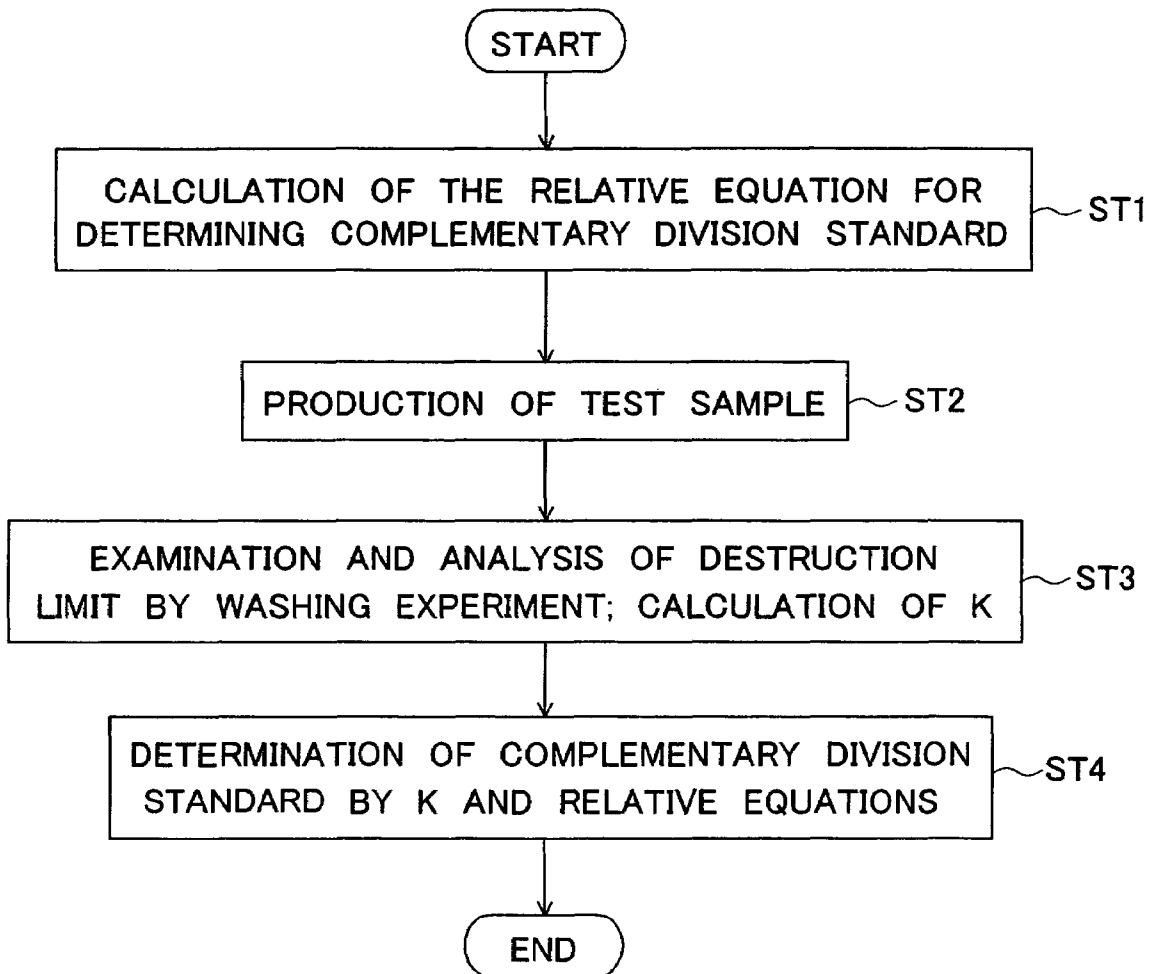 START
CALCULATION OF THE RELATIVE EQUATION FOR
DETERMINING COMPLEMENTARY DIVISION STANDARD
ST1
PRODUCTION OF TEST SAMPLE
ST2
EXAMINATION AND ANALYSIS OF DESTRUCTION
LIMIT BY WASHING EXPERIMENT; CALCULATION OF K
ST3
DETERMINATION OF COMPLEMENTARY DIVISION
STANDARD BY K AND RELATIVE EQUATIONS
ST4
END